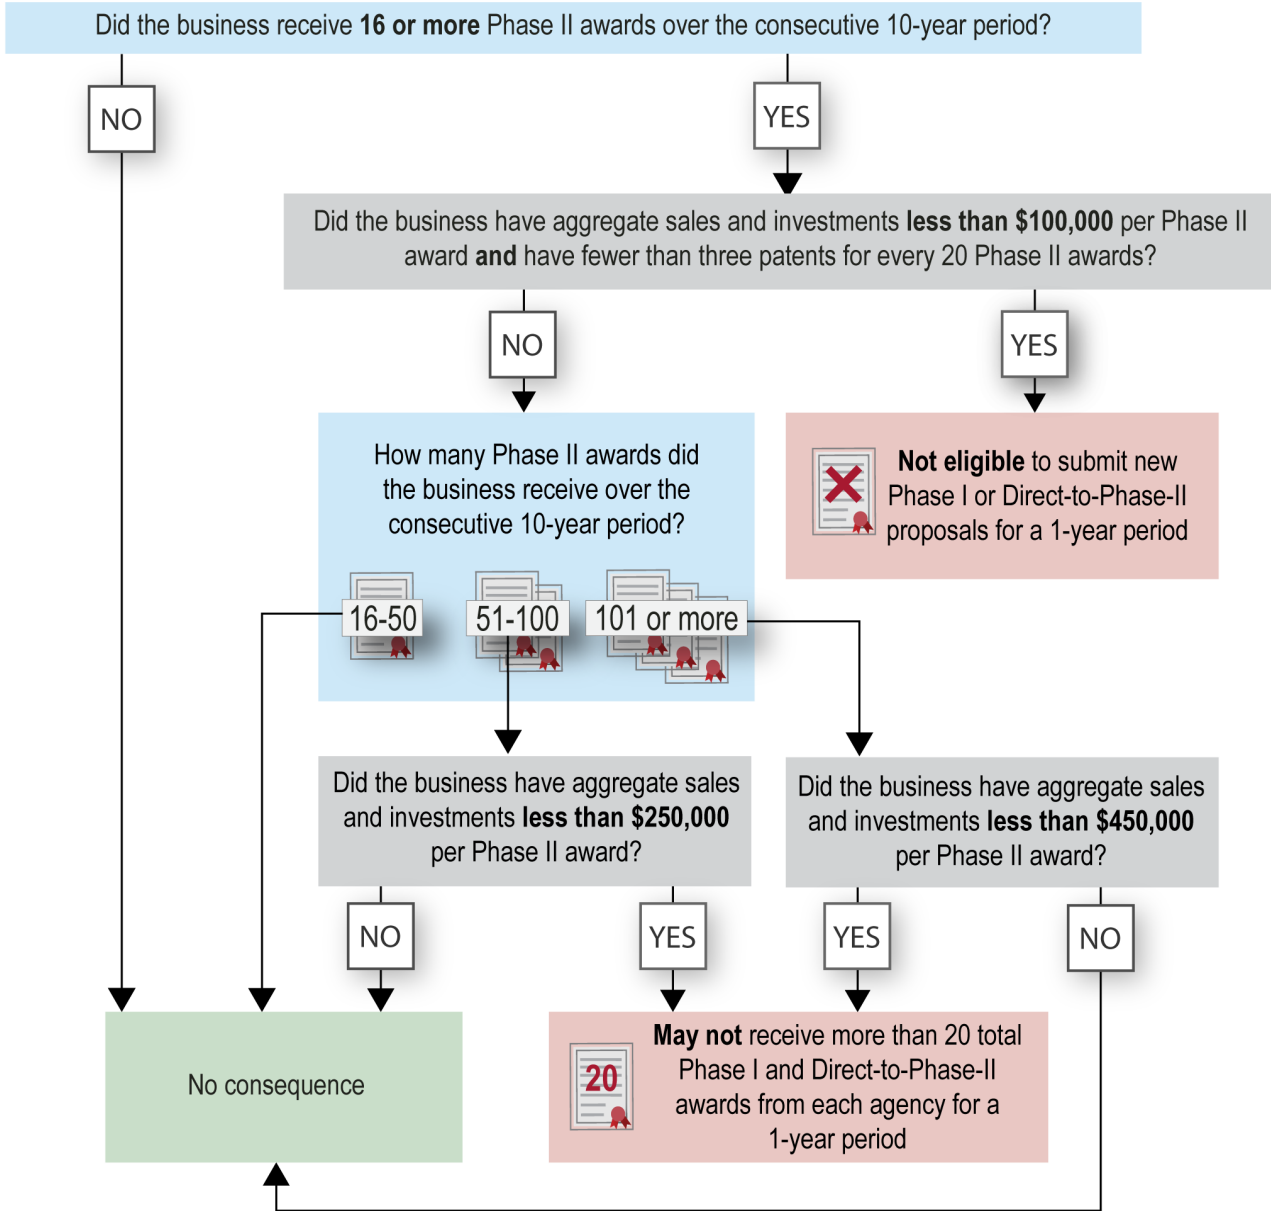 Did the business receive 16 or more Phase II awards over the consecutive 10-year period?
NO
YES
Did the business have aggregate sales and investments less than $100,000 per Phase II
award and have fewer than three patents for every 20 Phase II awards?
NO
YES
How many Phase II awards did
the business receive over the
consecutive 10-year period?
16-50
51-100
101 or more
Not eligible to submit new
Phase I or Direct-to-Phase-II
proposals for a 1-year period
Did the business have aggregate sales
and investments less than $250,000
per Phase II award?
Did the business have aggregate sales
and investments less than $450,000
per Phase II award?
NO
YES
YES
NO
No consequence
20
May not receive more than 20 total
Phase I and Direct-to-Phase-II
awards from each agency for a
1-year period